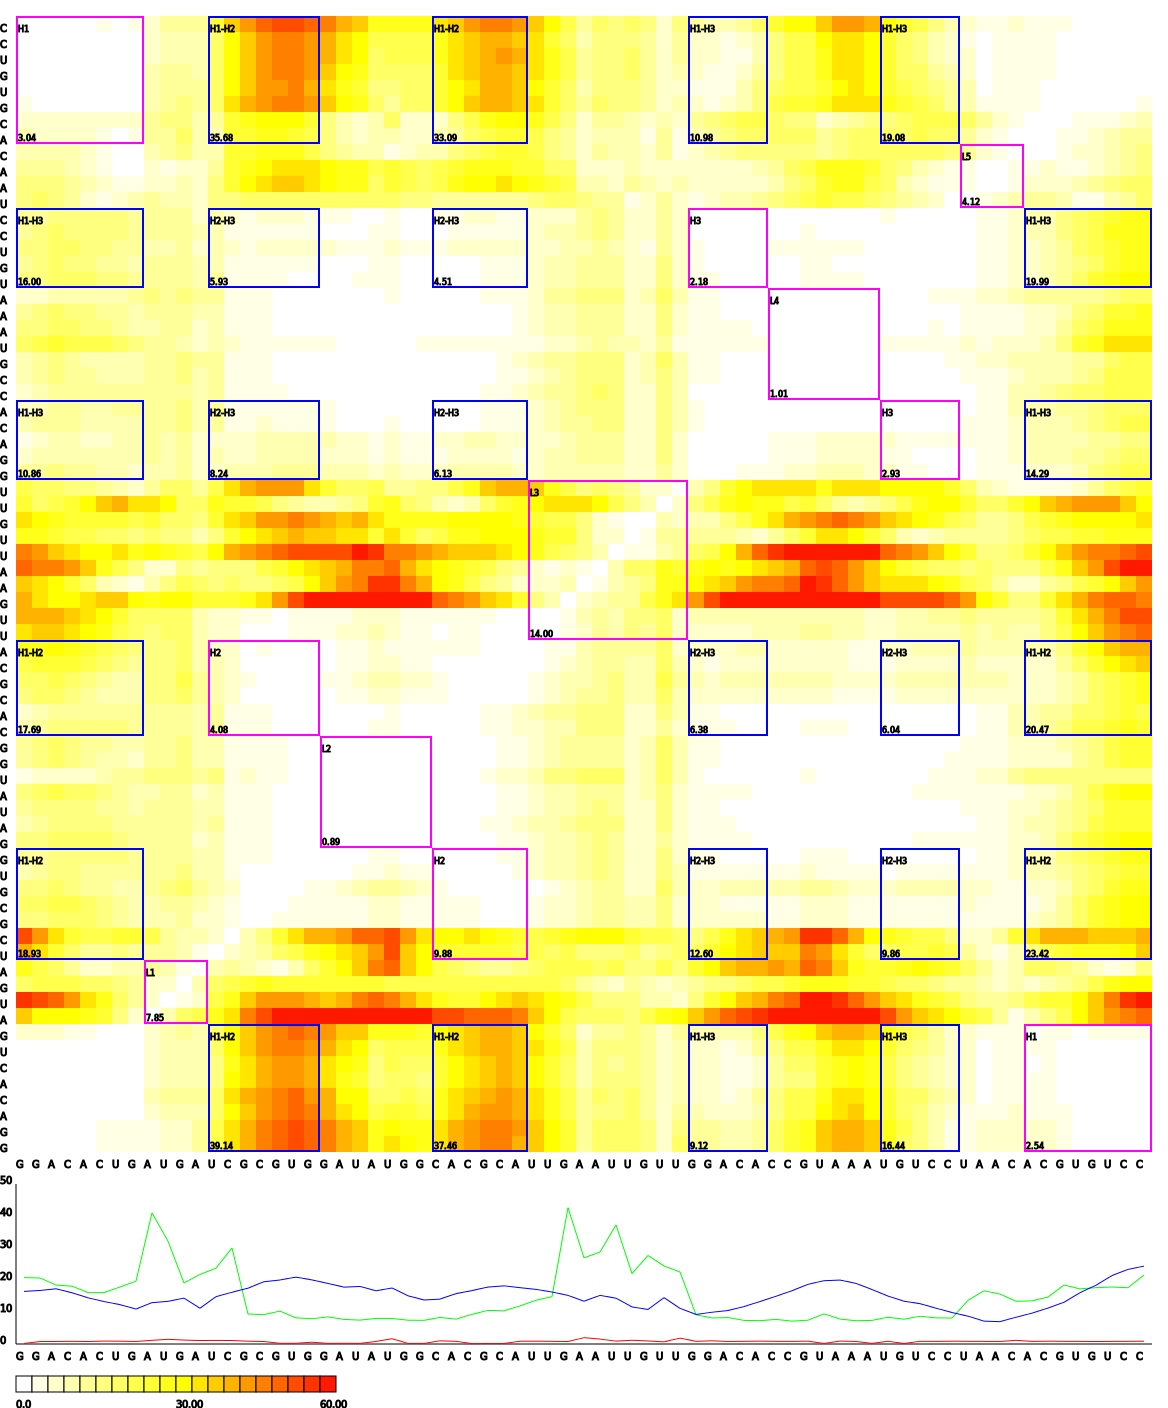 C C U G U G C A C A A U C C U G U A A A U G C C A C A G G U U G U U A A G U U A C G C A C G G U A U A G G U G C G C U A G U A G U C A C A G G
H1 H1-H2 H1-H2 H1-H3 H1-H3
3.04 35.68 33.09 10.98 19.08
L5
4.12
H1-H3 H2-H3 H2-H3 H3 H1-H3
16.00 5.93 4.51 2.18 19.99
L4
1.01
H1-H3 H2-H3 H2-H3 H3 H1-H3
10.86 8.24 6.13 2.93 14.29
L3
14.00
H1-H2 H2 H2-H3 H2-H3 H1-H2
17.69 4.08 6.38 6.04 20.47
L2
0.89
H1-H2 H2 H2-H3 H2-H3 H1-H2
18.93 9.88 12.60 9.86 23.42
L1
7.85
H1-H2 H1-H2 H1-H3 H1-H3 H1
39.14 37.46 9.12 16.44 2.54
G G A C A C U G A U G A U C G C G U G G A U A U G G C A C G C A U U G A A U U G U U G G A C A C C G U A A A U G U C C U A A C A C G U G U C C
50
40
30
20
10
0
G G A C A C U G A U G A U C G C G U G G A U A U G G C A C G C A U U G A A U U G U U G G A C A C C G U A A A U G U C C U A A C A C G U G U C C
0.0 30.00 60.00